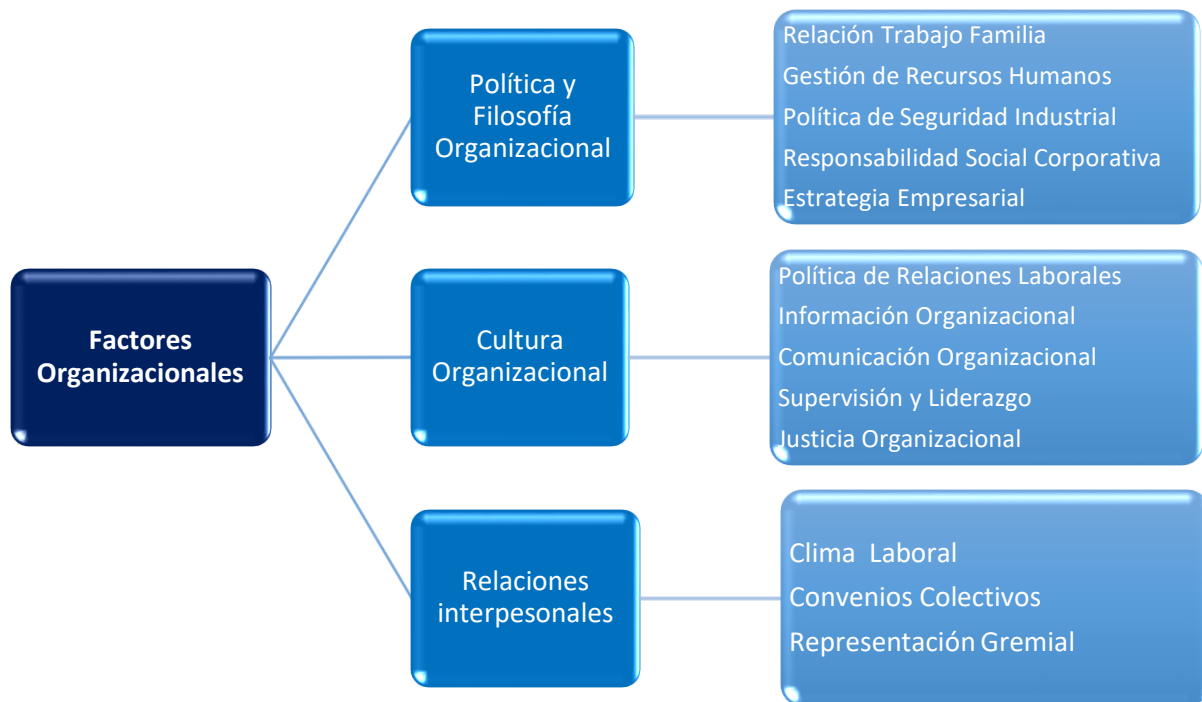 Factores
Organizacionales
Política y
Filosofía
Organizacional
Relación Trabajo Familia
Gestión de Recursos Humanos
Política de Seguridad Industrial
Responsabilidad Social Corporativa
Estrategia Empresarial
Cultura
Organizacional
Política de Relaciones Laborales
Información Organizacional
Comunicación Organizacional
Supervisión y Liderazgo
Justicia Organizacional
Relaciones
interpesonales
Clima Laboral
Convenios Colectivos
Representación Gremial